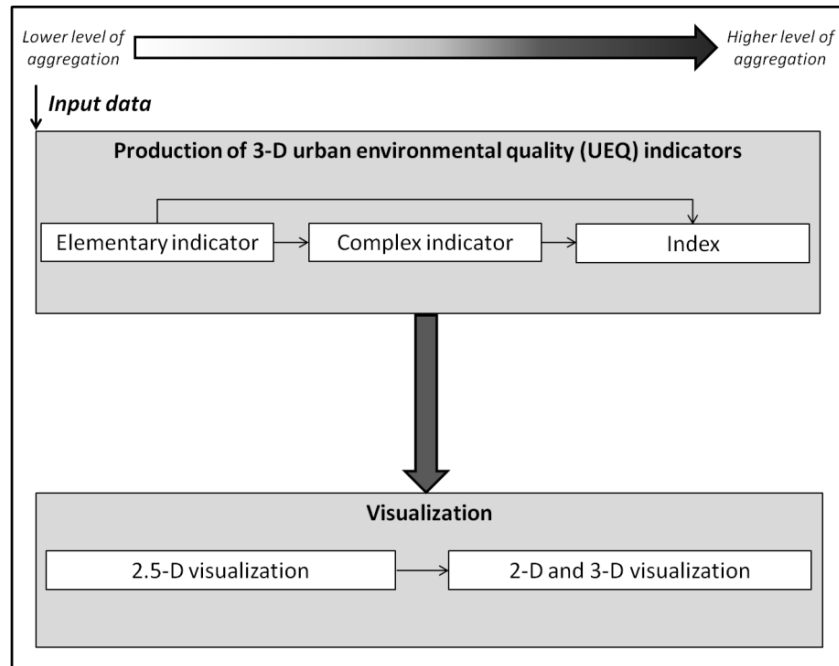 Lower level of
aggregation
Higher level of
aggregation
Input data
Production of 3-D urban environmental quality (UEQ) indicators
Elementary indicator
Complex indicator
Index
Visualization
2.5-D visualization
2-D and 3-D visualization